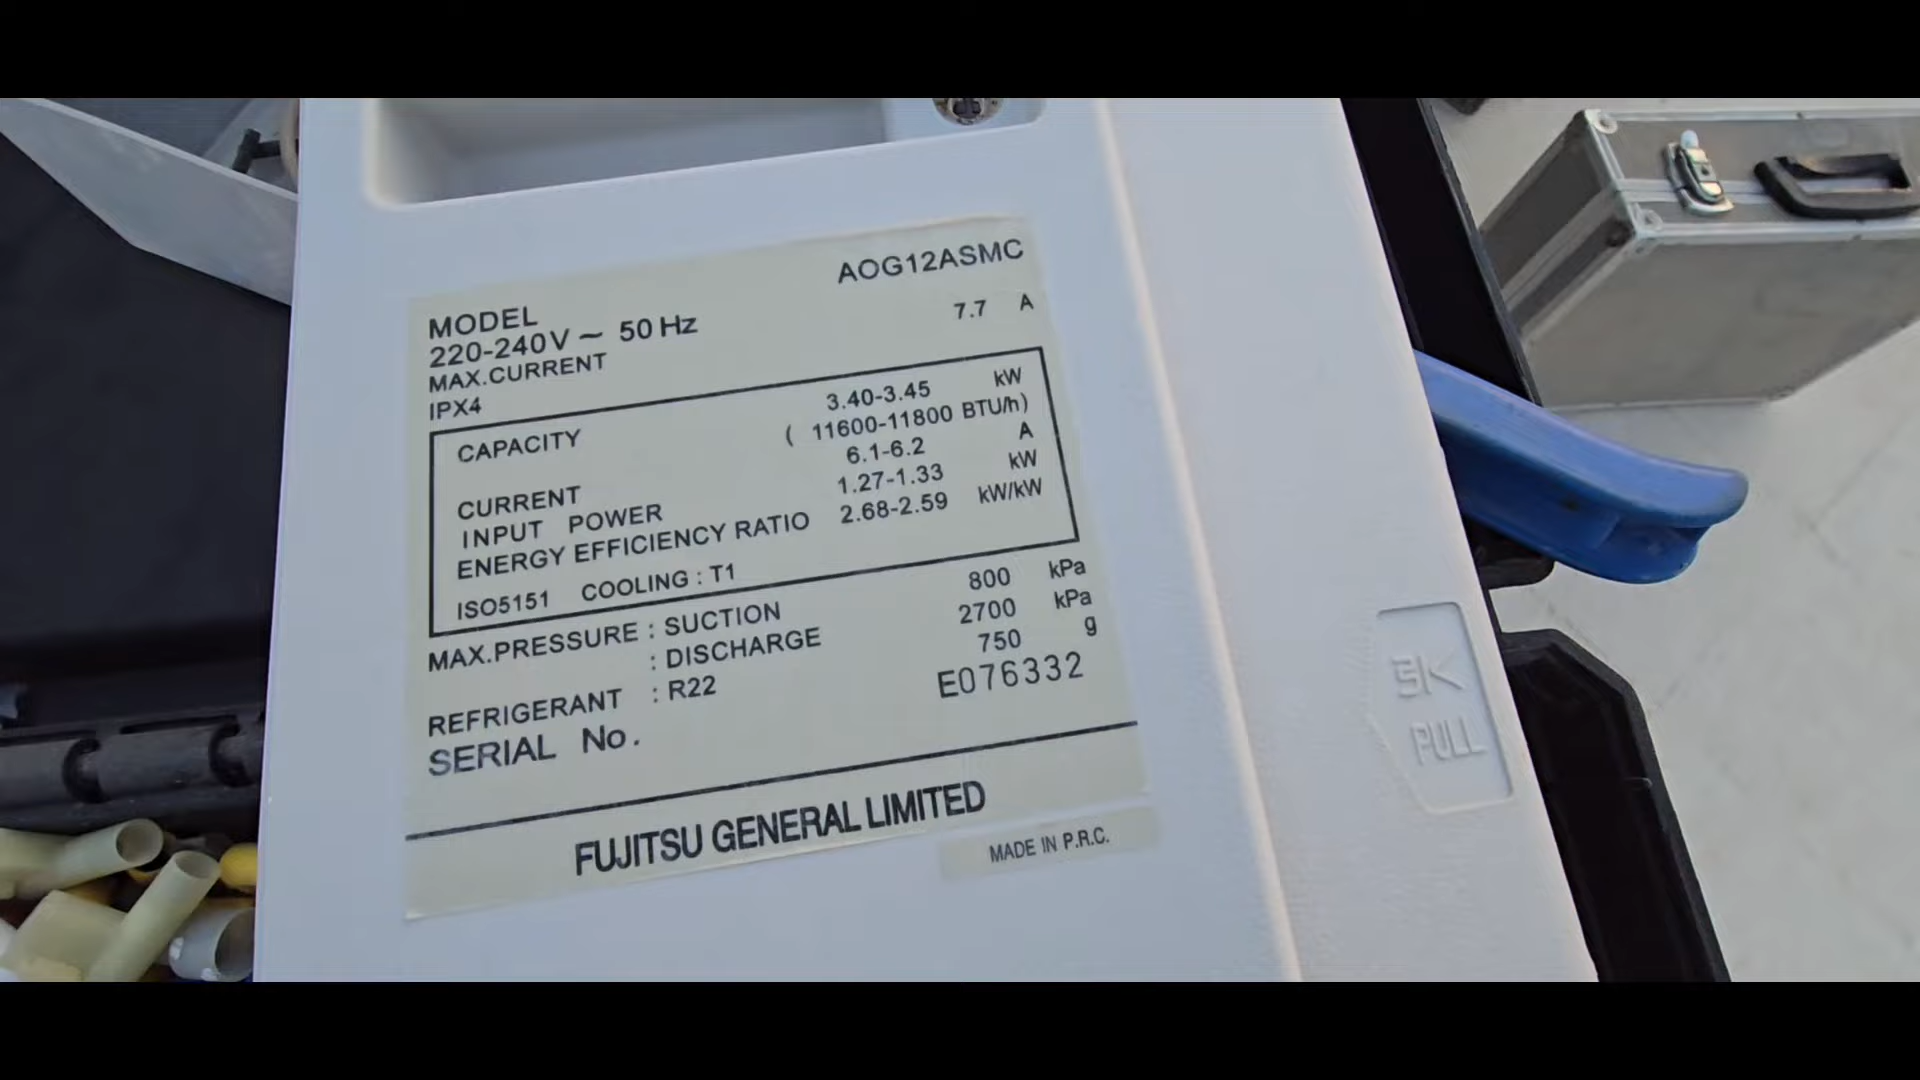 MODEL AOG12ASMC
220-240V ~ 50 Hz
MAX.CURRENT 7.7 A
IPX4
CAPACITY 3.40-3.45 kW
( 11600-11800 BTU/h)
CURRENT 6.1-6.2 A
INPUT POWER 1.27-1.33 kW
ENERGY EFFICIENCY RATIO 2.68-2.59 kW/kW
ISO5151 COOLING : T1
MAX.PRESSURE : SUCTION 800 kPa
: DISCHARGE 2700 kPa
REFRIGERANT : R22 750 g
SERIAL No. E076332
FUJITSU GENERAL LIMITED
MADE IN P.R.C.
PULL